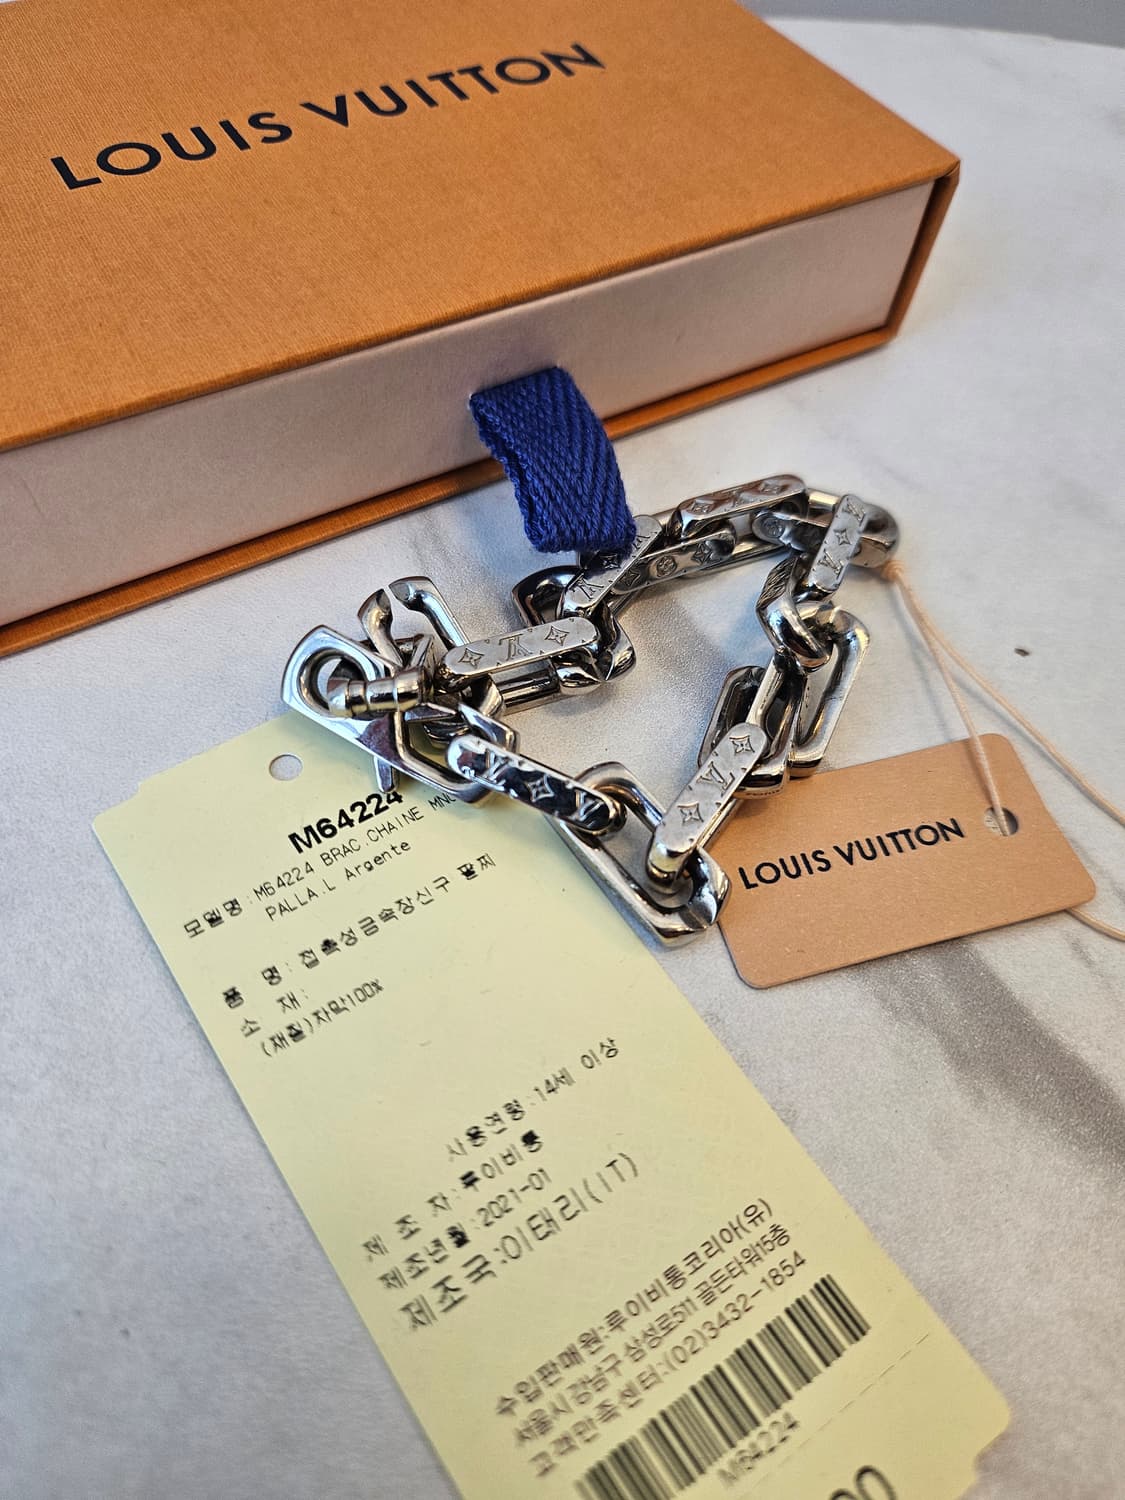 LOUIS VUITTON
LOUIS VUITTON
M64224
모델명:M64224 BRAC.CHAINE
PALLA.L Argente
품 명:접촉성금속장신구 팔찌
소 재:
(재질)자막100%
사용연령:14세 이상
제 조 자:루이비통
제조년월:2021-01
제조국:이태리(IT)
수입판매원:루이비통코리아(유)
서울시강남구삼성로511 골든타워15층
고객만족센터:(02)3432-1854
M64224